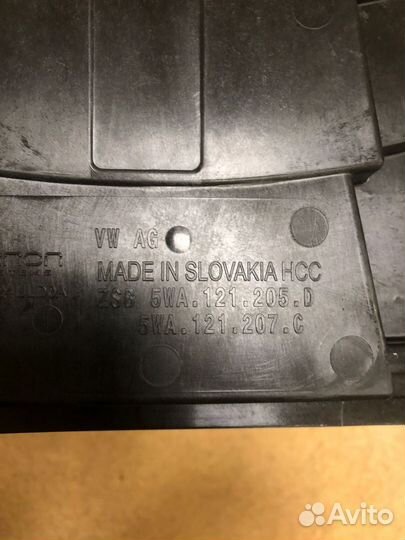 VW AG
MADE IN SLOVAKIA HCC
ZSB 5WA.121.205.D
5WA.121.207.C
Avito